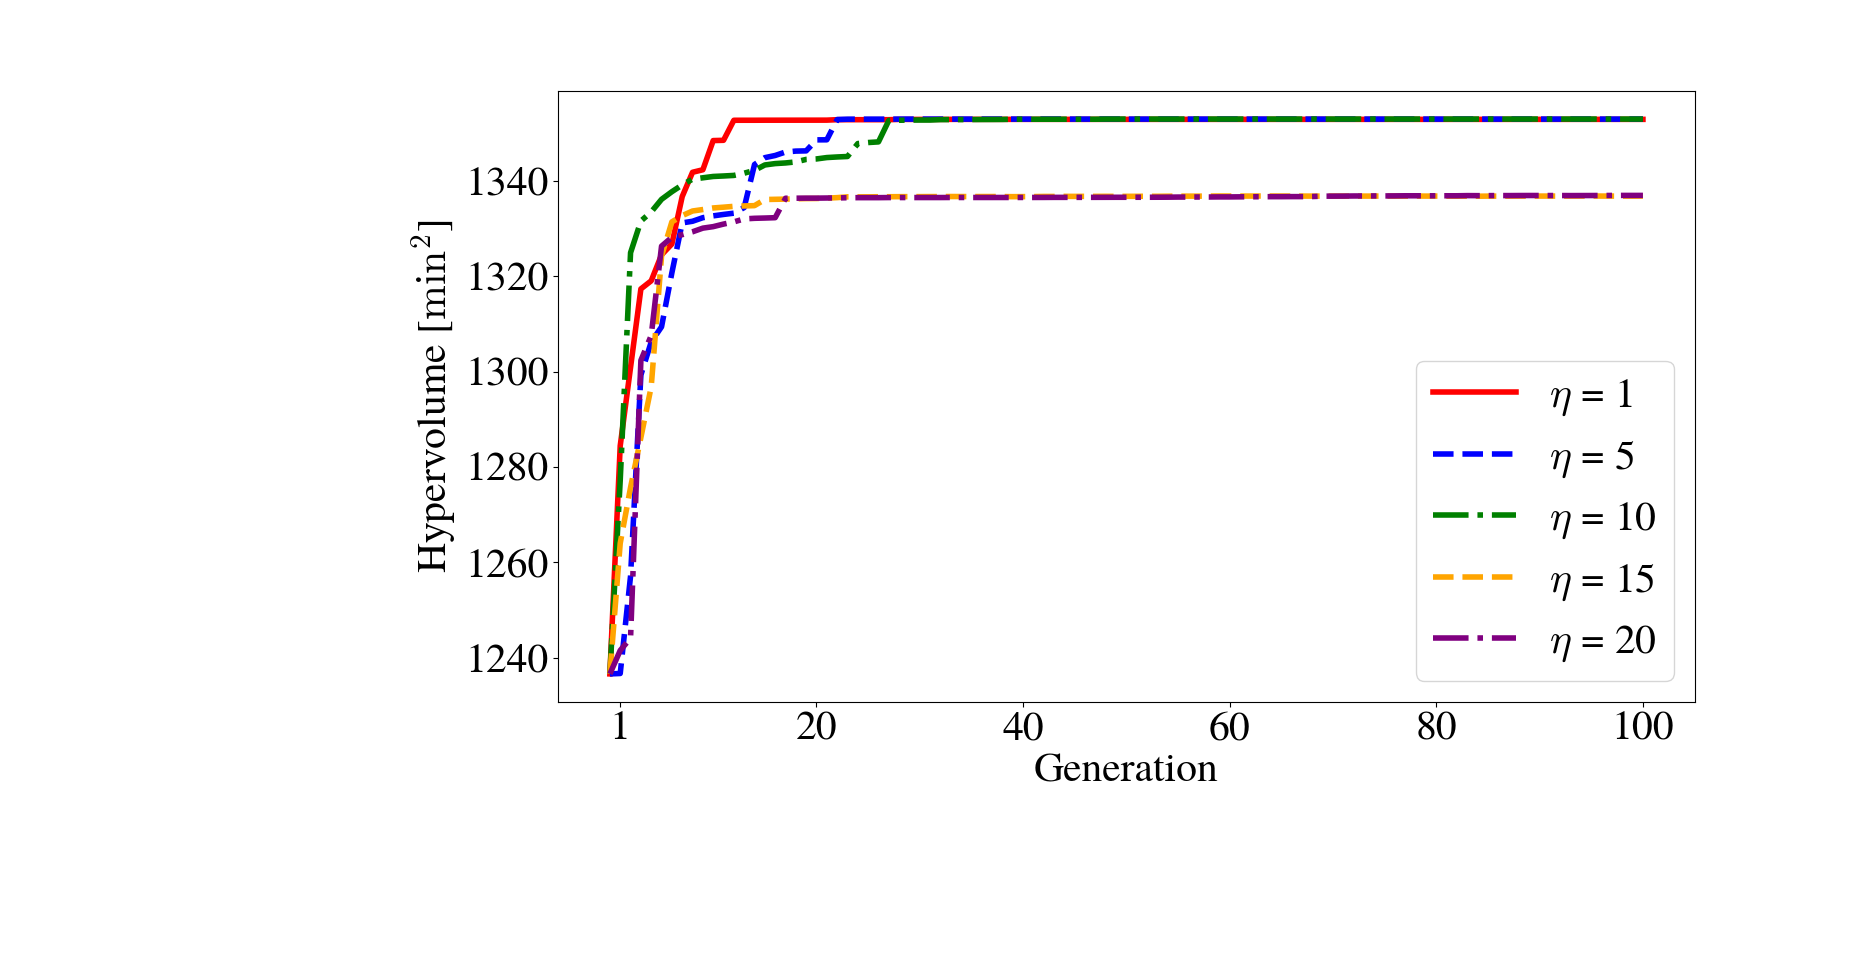 Hypervolume [min²]
1340
1320
1300
1280
1260
1240
1 20 40 60 80 100
Generation
η = 1
η = 5
η = 10
η = 15
η = 20